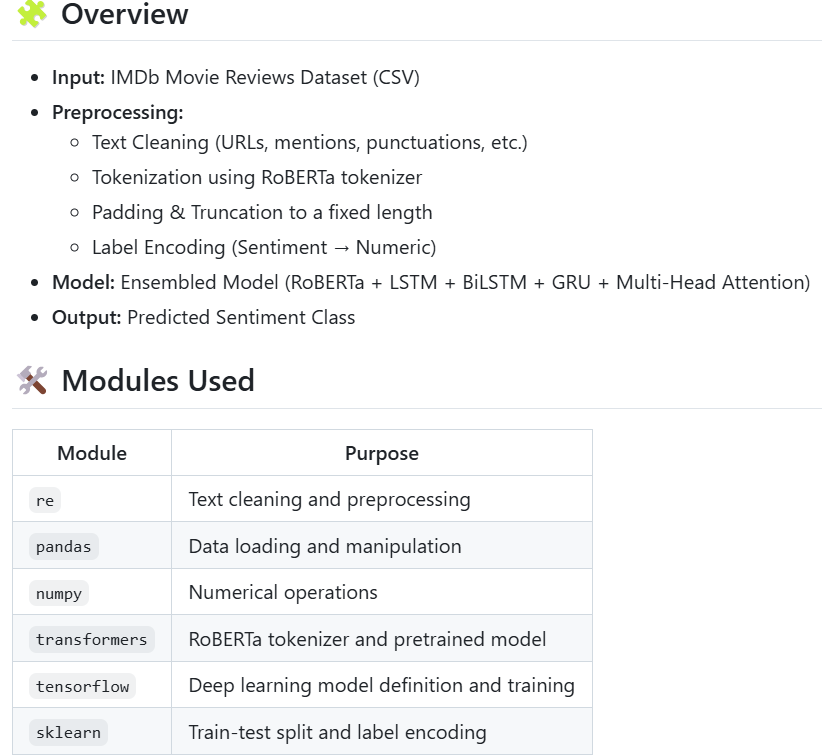 Overview
Input: IMDb Movie Reviews Dataset (CSV)
Preprocessing:
Text Cleaning (URLs, mentions, punctuations, etc.)
Tokenization using RoBERTa tokenizer
Padding & Truncation to a fixed length
Label Encoding (Sentiment → Numeric)
Model: Ensembled Model (RoBERTa + LSTM + BiLSTM + GRU + Multi-Head Attention)
Output: Predicted Sentiment Class
Modules Used
Module Purpose
re Text cleaning and preprocessing
pandas Data loading and manipulation
numpy Numerical operations
transformers RoBERTa tokenizer and pretrained model
tensorflow Deep learning model definition and training
sklearn Train-test split and label encoding